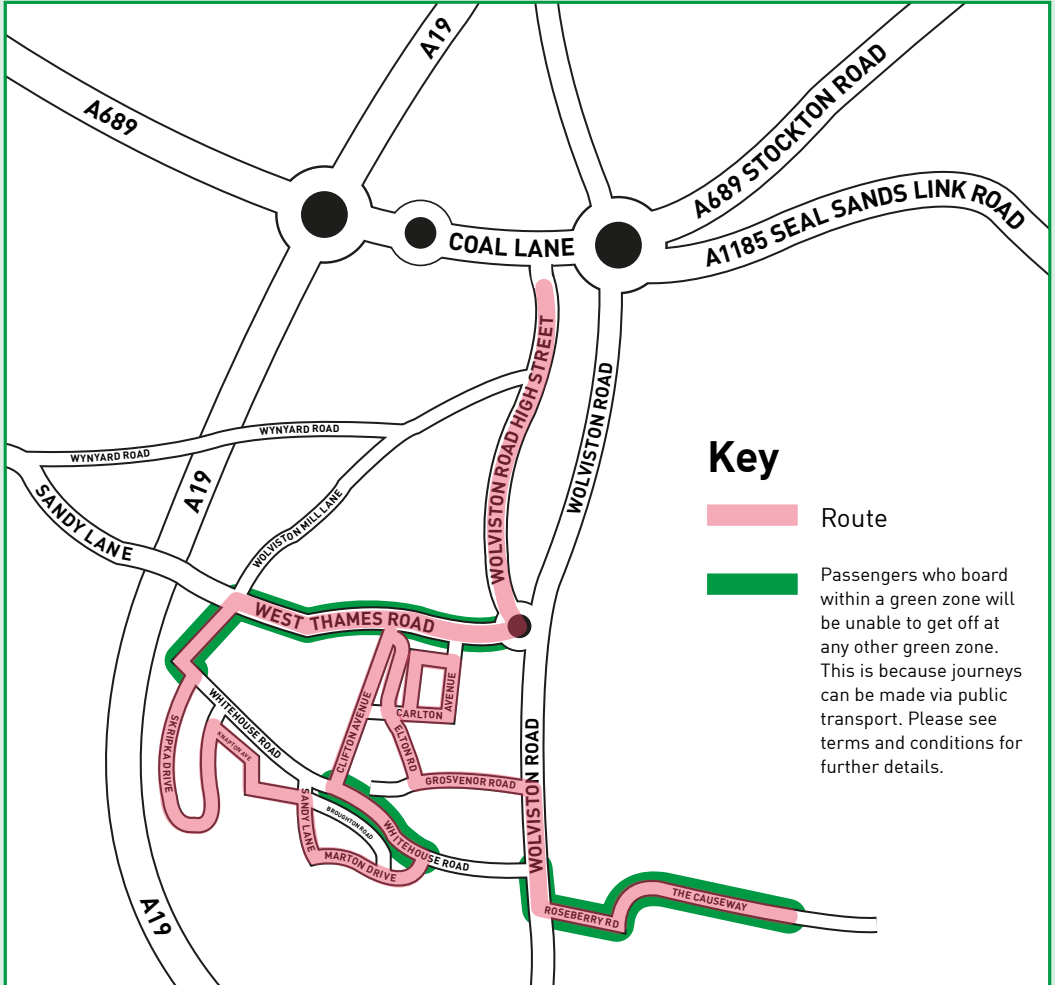 A19
A689
A689 STOCKTON ROAD
A1185 SEAL SANDS LINK ROAD
COAL LANE
WOLVISTON ROAD HIGH STREET
WOLVISTON ROAD
WYNYARD ROAD
WYNYARD ROAD
A19
SANDY LANE
WOLVISTON MILL LANE
WEST THAMES ROAD
Key
Route
Passengers who board
within a green zone will
be unable to get off at
any other green zone.
This is because journeys
can be made via public
transport. Please see
terms and conditions for
further details.
SKRIPKA DRIVE
WHITEHOUSE ROAD
KNAPTON AVE
CLIFTON AVENUE
CARLTON
AVENUE
ELTON RD
GROSVENOR ROAD
WOLVISTON ROAD
SANDY LANE
BROUGHTON ROAD
WHITEHOUSE ROAD
MARTON DRIVE
ROSEBERRY RD
THE CAUSEWAY
A19